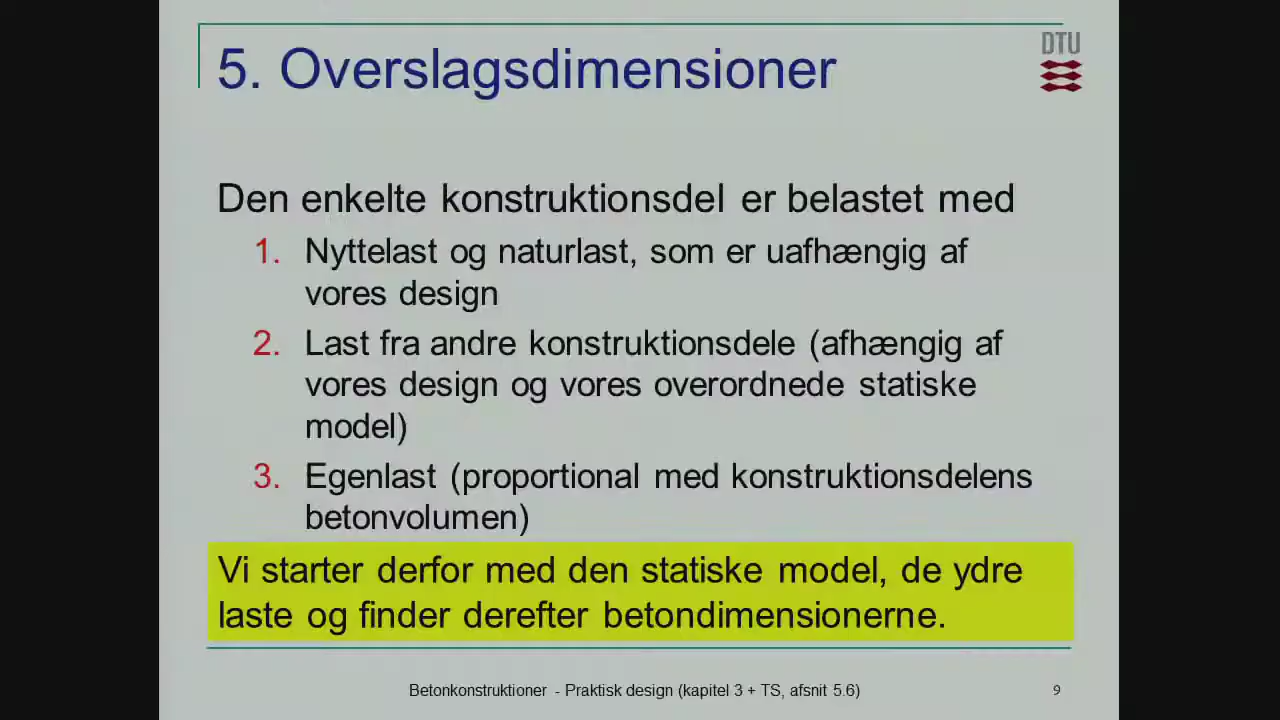 5. Overslagsdimensioner
DTU
Den enkelte konstruktionsdel er belastet med
1. Nyttelast og naturlast, som er uafhængig af
vores design
2. Last fra andre konstruktionsdele (afhængig af
vores design og vores overordnede statiske
model)
3. Egenlast (proportional med konstruktionsdelens
betonvolumen)
Vi starter derfor med den statiske model, de ydre
laste og finder derefter betondimensionerne.
Betonkonstruktioner - Praktisk design (kapitel 3 + TS, afsnit 5.6)
9